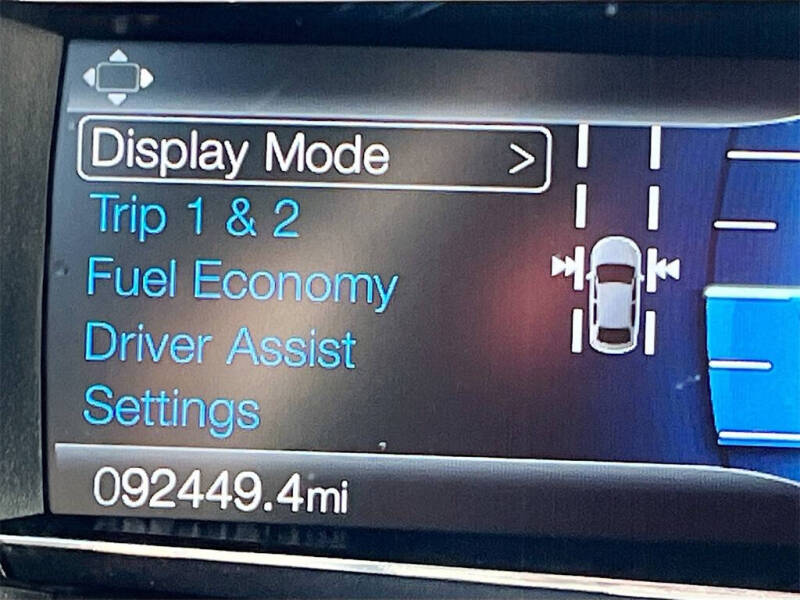 Display Mode >
Trip 1 & 2
Fuel Economy
Driver Assist
Settings
092449.4mi